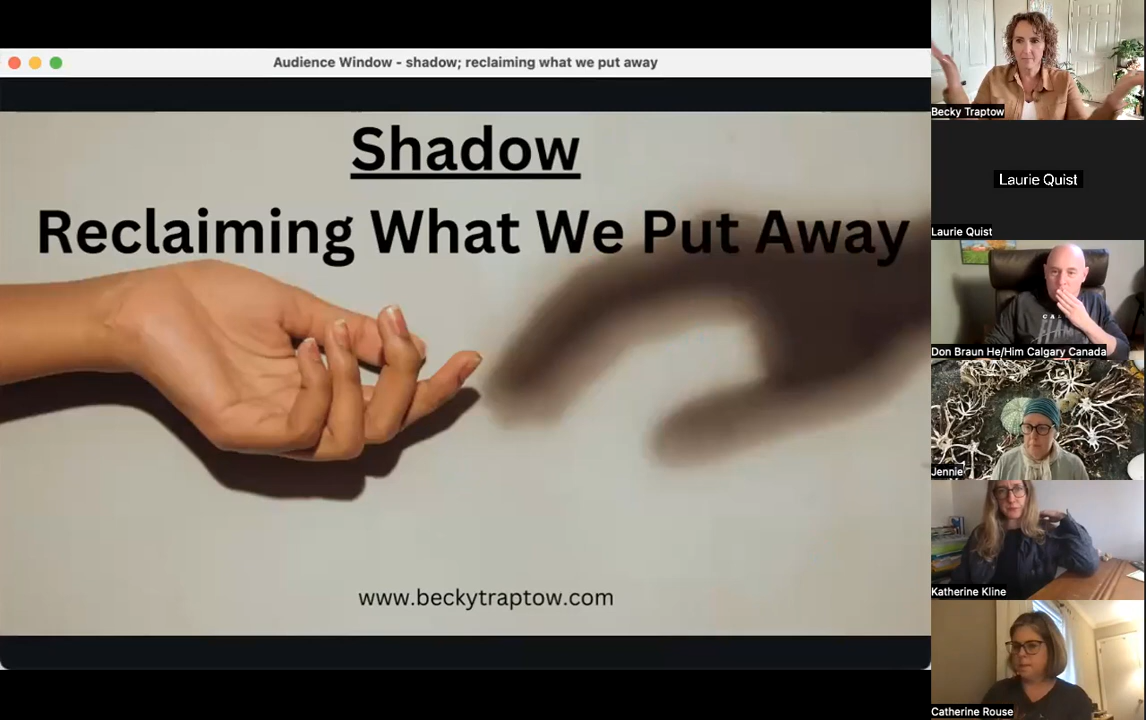 Audience Window - shadow; reclaiming what we put away
Shadow
Reclaiming What We Put Away
www.beckytraptow.com
Becky Traptow
Laurie Quist
Laurie Quist
Don Braun He/Him Calgary Canada
Jennie
Katherine Kline
Catherine Rouse